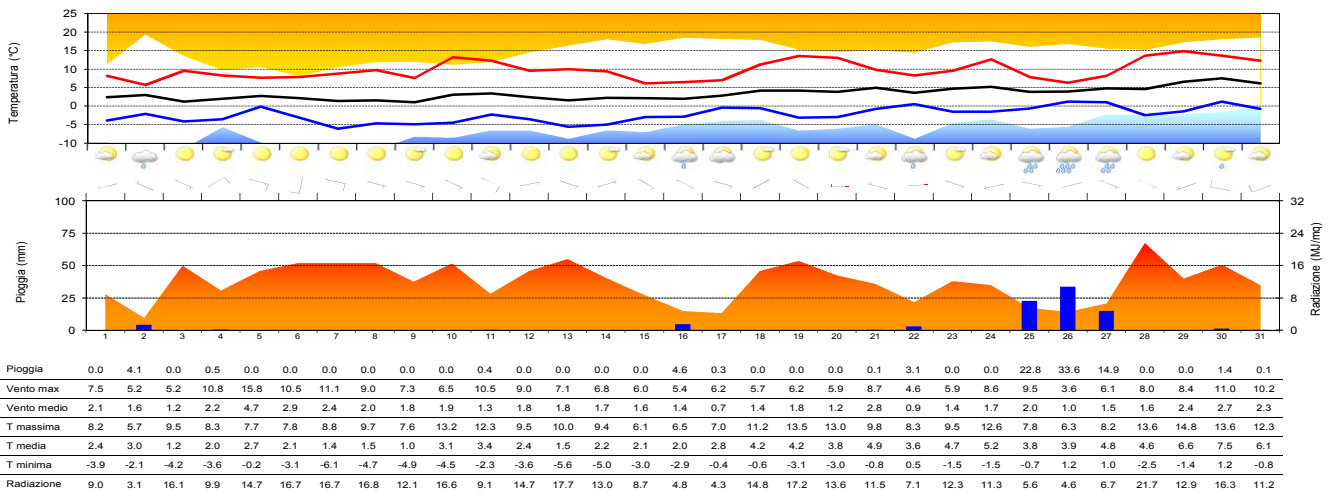 25
20
15
10
5
0
-5
-10
Temperatura (°C)
100
75
50
25
0
Pioggia (mm)
32
24
16
8
0
Radiazione (MJ/mq)
1 2 3 4 5 6 7 8 9 10 11 12 13 14 15 16 17 18 19 20 21 22 23 24 25 26 27 28 29 30 31
Pioggia 0.0 4.1 0.0 0.5 0.0 0.0 0.0 0.0 0.0 0.0 0.4 0.0 0.0 0.0 0.0 4.6 0.3 0.0 0.0 0.0 0.1 3.1 0.0 0.0 22.8 33.6 14.9 0.0 0.0 1.4 0.1
Vento max 7.5 5.2 5.2 10.8 15.8 10.5 11.1 9.0 7.3 6.5 10.5 9.0 7.1 6.8 6.0 5.4 6.2 5.7 6.2 5.9 8.7 4.6 5.9 8.6 9.5 3.6 6.1 8.0 8.4 11.0 10.2
Vento medio 2.1 1.6 1.2 2.2 4.7 2.9 2.4 2.0 1.8 1.9 1.3 1.8 1.8 1.7 1.6 1.4 0.7 1.4 1.8 1.2 2.8 0.9 1.4 1.7 2.0 1.0 1.5 1.6 2.4 2.7 2.3
T massima 8.2 5.7 9.5 8.3 7.7 7.8 8.8 9.7 7.6 13.2 12.3 9.5 10.0 9.4 6.1 6.5 7.0 11.2 13.5 13.0 9.8 8.3 9.5 12.6 7.8 6.3 8.2 13.6 14.8 13.6 12.3
T media 2.4 3.0 1.2 2.0 2.7 2.1 1.4 1.5 1.0 3.1 3.4 2.4 1.5 2.2 2.1 2.0 2.8 4.2 4.2 3.8 4.9 3.6 4.7 5.2 3.8 3.9 4.8 4.6 6.6 7.5 6.1
T minima -3.9 -2.1 -4.2 -3.6 -0.2 -3.1 -6.1 -4.7 -4.9 -4.5 -2.3 -3.6 -5.6 -5.0 -3.0 -2.9 -0.4 -0.6 -3.1 -3.0 -0.8 0.5 -1.5 -1.5 -0.7 1.2 1.0 -2.5 -1.4 1.2 -0.8
Radiazione 9.0 3.1 16.1 9.9 14.7 16.7 16.7 16.8 12.1 16.6 9.1 14.7 17.7 13.0 8.7 4.8 4.3 14.8 17.2 13.6 11.5 7.1 12.3 11.3 5.6 4.6 6.7 21.7 12.9 16.3 11.2